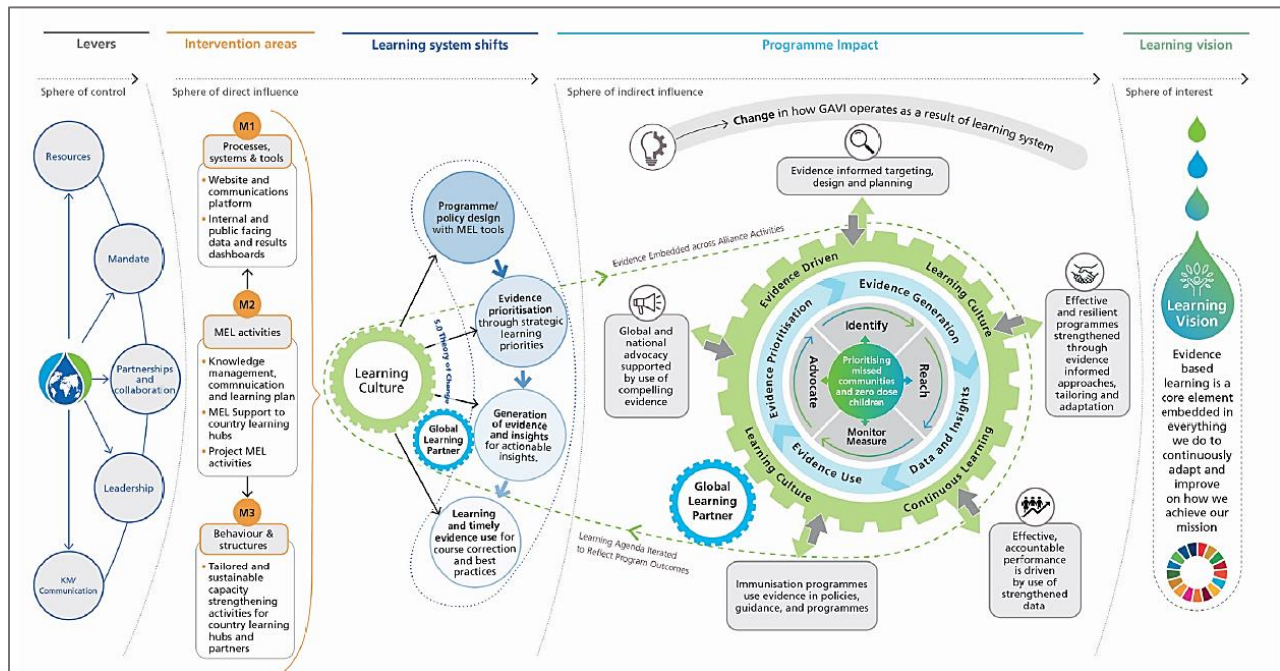 Levers
Intervention areas
Learning system shifts
Programme Impact
Learning vision
Sphere of control
Sphere of direct influence
Sphere of indirect influence
Sphere of interest
Resources
Mandate
Partnerships
and
collaboration
Leadership
KM/
Communication
M1
Processes,
systems & tools
• Website and
communications
platform
• Internal and
public facing
data and results
dashboards
M2
MEL activities
• Knowledge
management,
commnuication
and learning plan
• MEL Support to
country learning
hubs
• Project MEL
activities
M3
Behaviour &
structures
• Tailored and
sustainable
capacity
strengthening
activities for
country learning
hubs and
partners
Learning
Culture
5.0 Theory of Change
Global
Learning
Partner
Programme/
policy design
with MEL tools
Evidence
prioritisation
through strategic
learning
priorities
Generation
of evidence
and insights
for actionable
insights.
Learning
and timely
evidence use for
course correction
and best
practices
Evidence Embedded across Alliance Activities
Learning Agenda Iterated
to Reflect Program Outcomes
Change in how GAVI operates as a result of learning
system
Evidence informed targeting,
design and planning
Global and
national
advocacy
supported
by use of
compelling
evidence
Evidence Driven
Learning Culture
Continuous Learning
Learning Culture
Evidence Prioritisation
Evidence Generation
Data and Insights
Evidence Use
Identify
Reach
Monitor
Measure
Advocate
Prioritising
missed
communities
and zero dose
children
Global
Learning
Partner
Effective
and resilient
programmes
strengthened
through
evidence
informed
approaches,
tailoring and
adaptation
Effective,
accountable
performance
is driven
by use of
strengthened
data
Immunisation programmes
use evidence in policies,
guidance, and programmes
Learning
Vision
Evidence
based
learning is a
core element
embedded in
everything
we do to
continuously
adapt and
improve
on how we
achieve our
mission